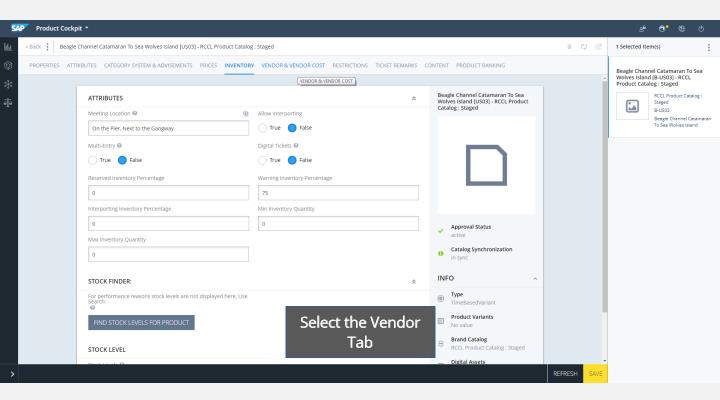 SAP Product Cockpit
< Back Beagle Channel Catamaran To Sea Wolves Island [US03] - RCCL Product Catalog : Staged
1 Selected Item(s)
PROPERTIES ATTRIBUTES CATEGORY SYSTEM & ADVISEMENTS PRICES INVENTORY VENDOR & VENDOR COST RESTRICTIONS TICKET REMARKS CONTENT PRODUCT RANKING
VENDOR & VENDOR COST
Beagle Channel Catamaran To Sea
Wolves Island [B-US03] - RCCL
Product Catalog : Staged
RCCL Product Catalog :
Staged
B-US03
Beagle Channel Catamaran
To Sea Wolves Island
ATTRIBUTES
Meeting Location
On the Pier, Next to the Gangway
Allow Interporting
True False
Multi-Entry
True False
Digital Tickets
True False
Reserved Inventory Percentage
0
Warning Inventory Percentage
75
Interporting Inventory Percentage
0
Min Inventory Quantity
0
Max Inventory Quantity
0
STOCK FINDER:
For performance reasons stock levels are not displayed here. Use
Search.
FIND STOCK LEVELS FOR PRODUCT
STOCK LEVEL
Select the Vendor
Tab
Beagle Channel Catamaran To Sea
Wolves Island [US03] - RCCL Product
Catalog : Staged
Approval Status
active
Catalog Synchronization
in sync
INFO
Type
TimeBasedVariant
Product Variants
No value
Brand Catalog
RCCL Product Catalog : Staged
Digital Assets
REFRESH SAVE